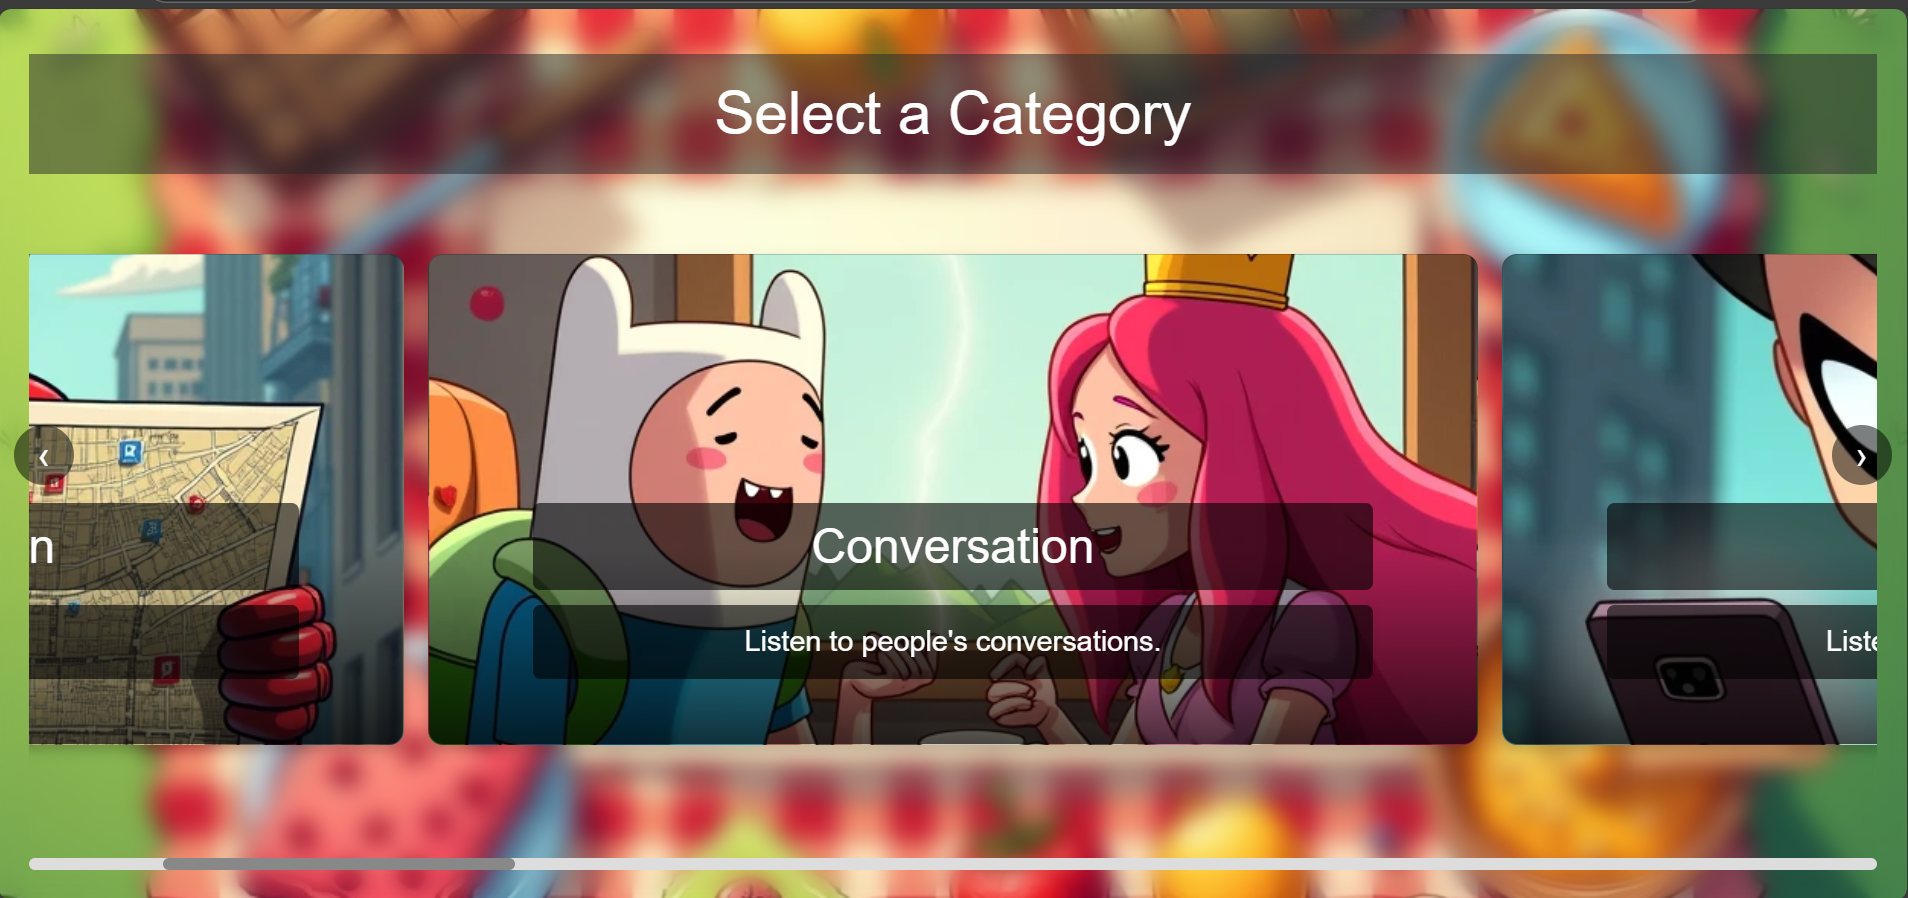 Select a Category
n
Conversation
Listen to people's conversations.
Liste